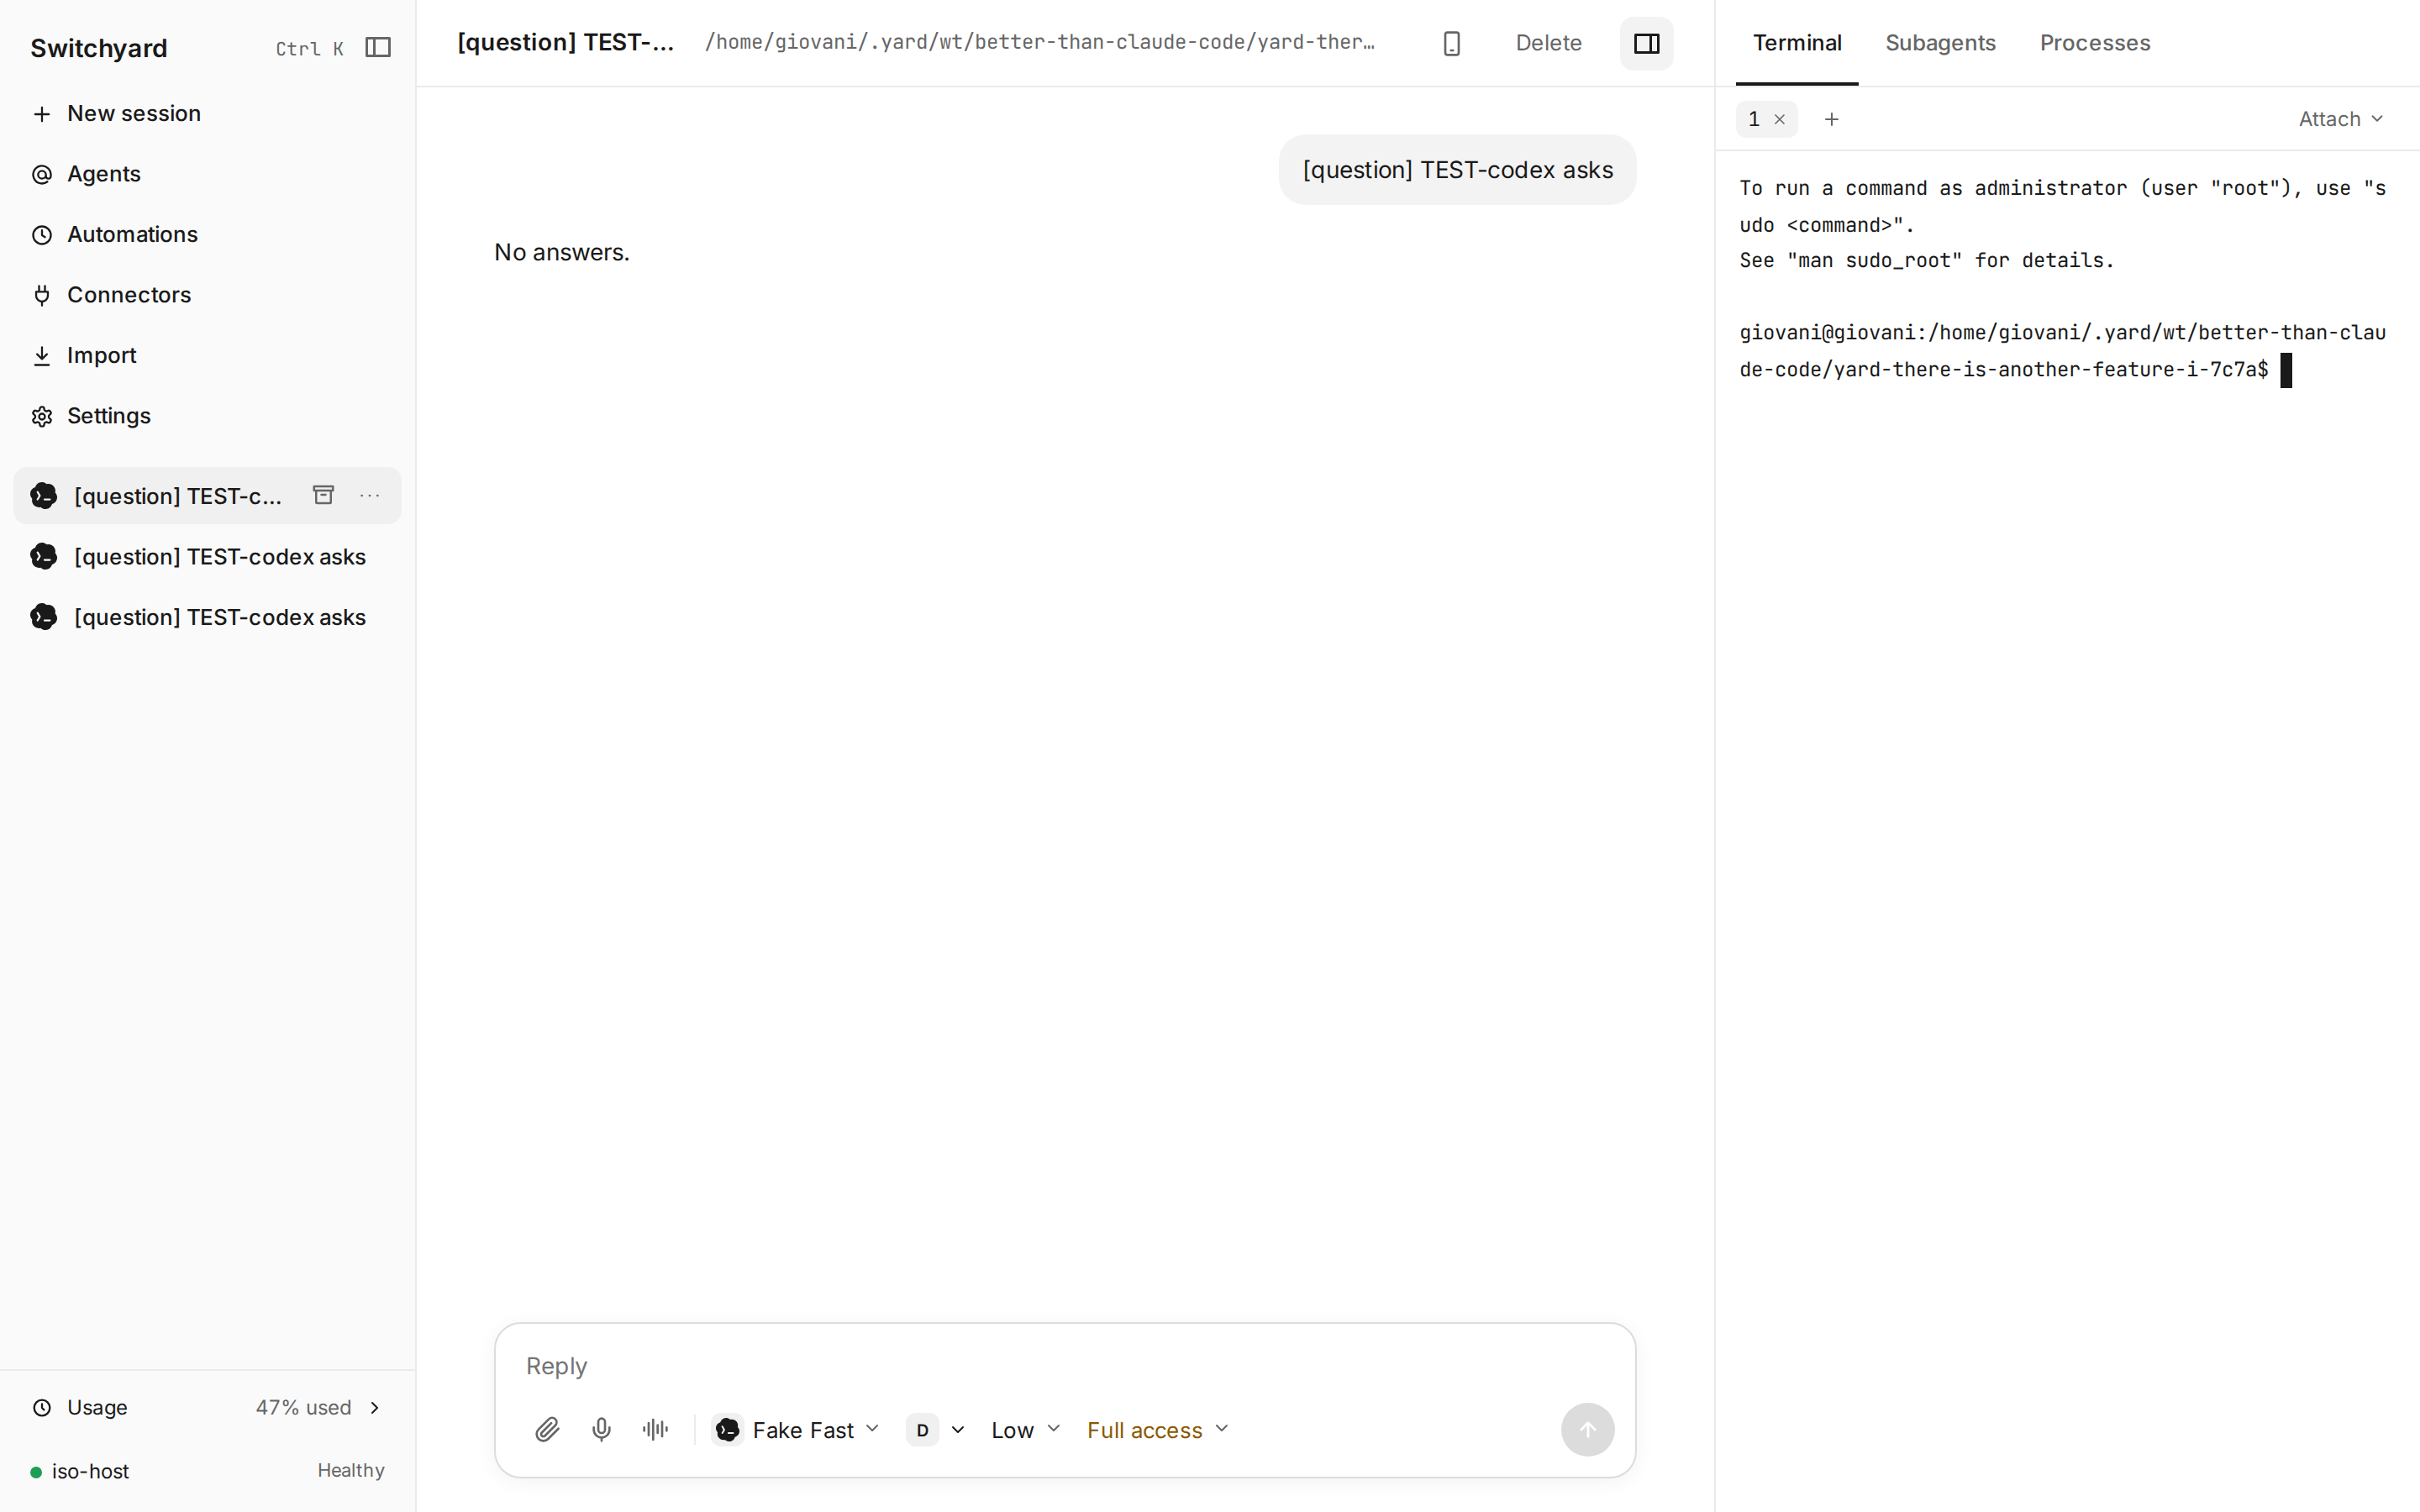 Switchyard
Ctrl K
New session
Agents
Automations
Connectors
Import
Settings
[question] TEST-c...
[question] TEST-codex asks
[question] TEST-codex asks
Usage
47% used
iso-host
Healthy
[question] TEST-...
/home/giovani/.yard/wt/better-than-claude-code/yard-ther…
Delete
[question] TEST-codex asks
No answers.
Reply
Fake Fast
D
Low
Full access
Terminal
Subagents
Processes
1
Attach
To run a command as administrator (user "root"), use "s
udo <command>".
See "man sudo_root" for details.
giovani@giovani:/home/giovani/.yard/wt/better-than-clau
de-code/yard-there-is-another-feature-i-7c7a$